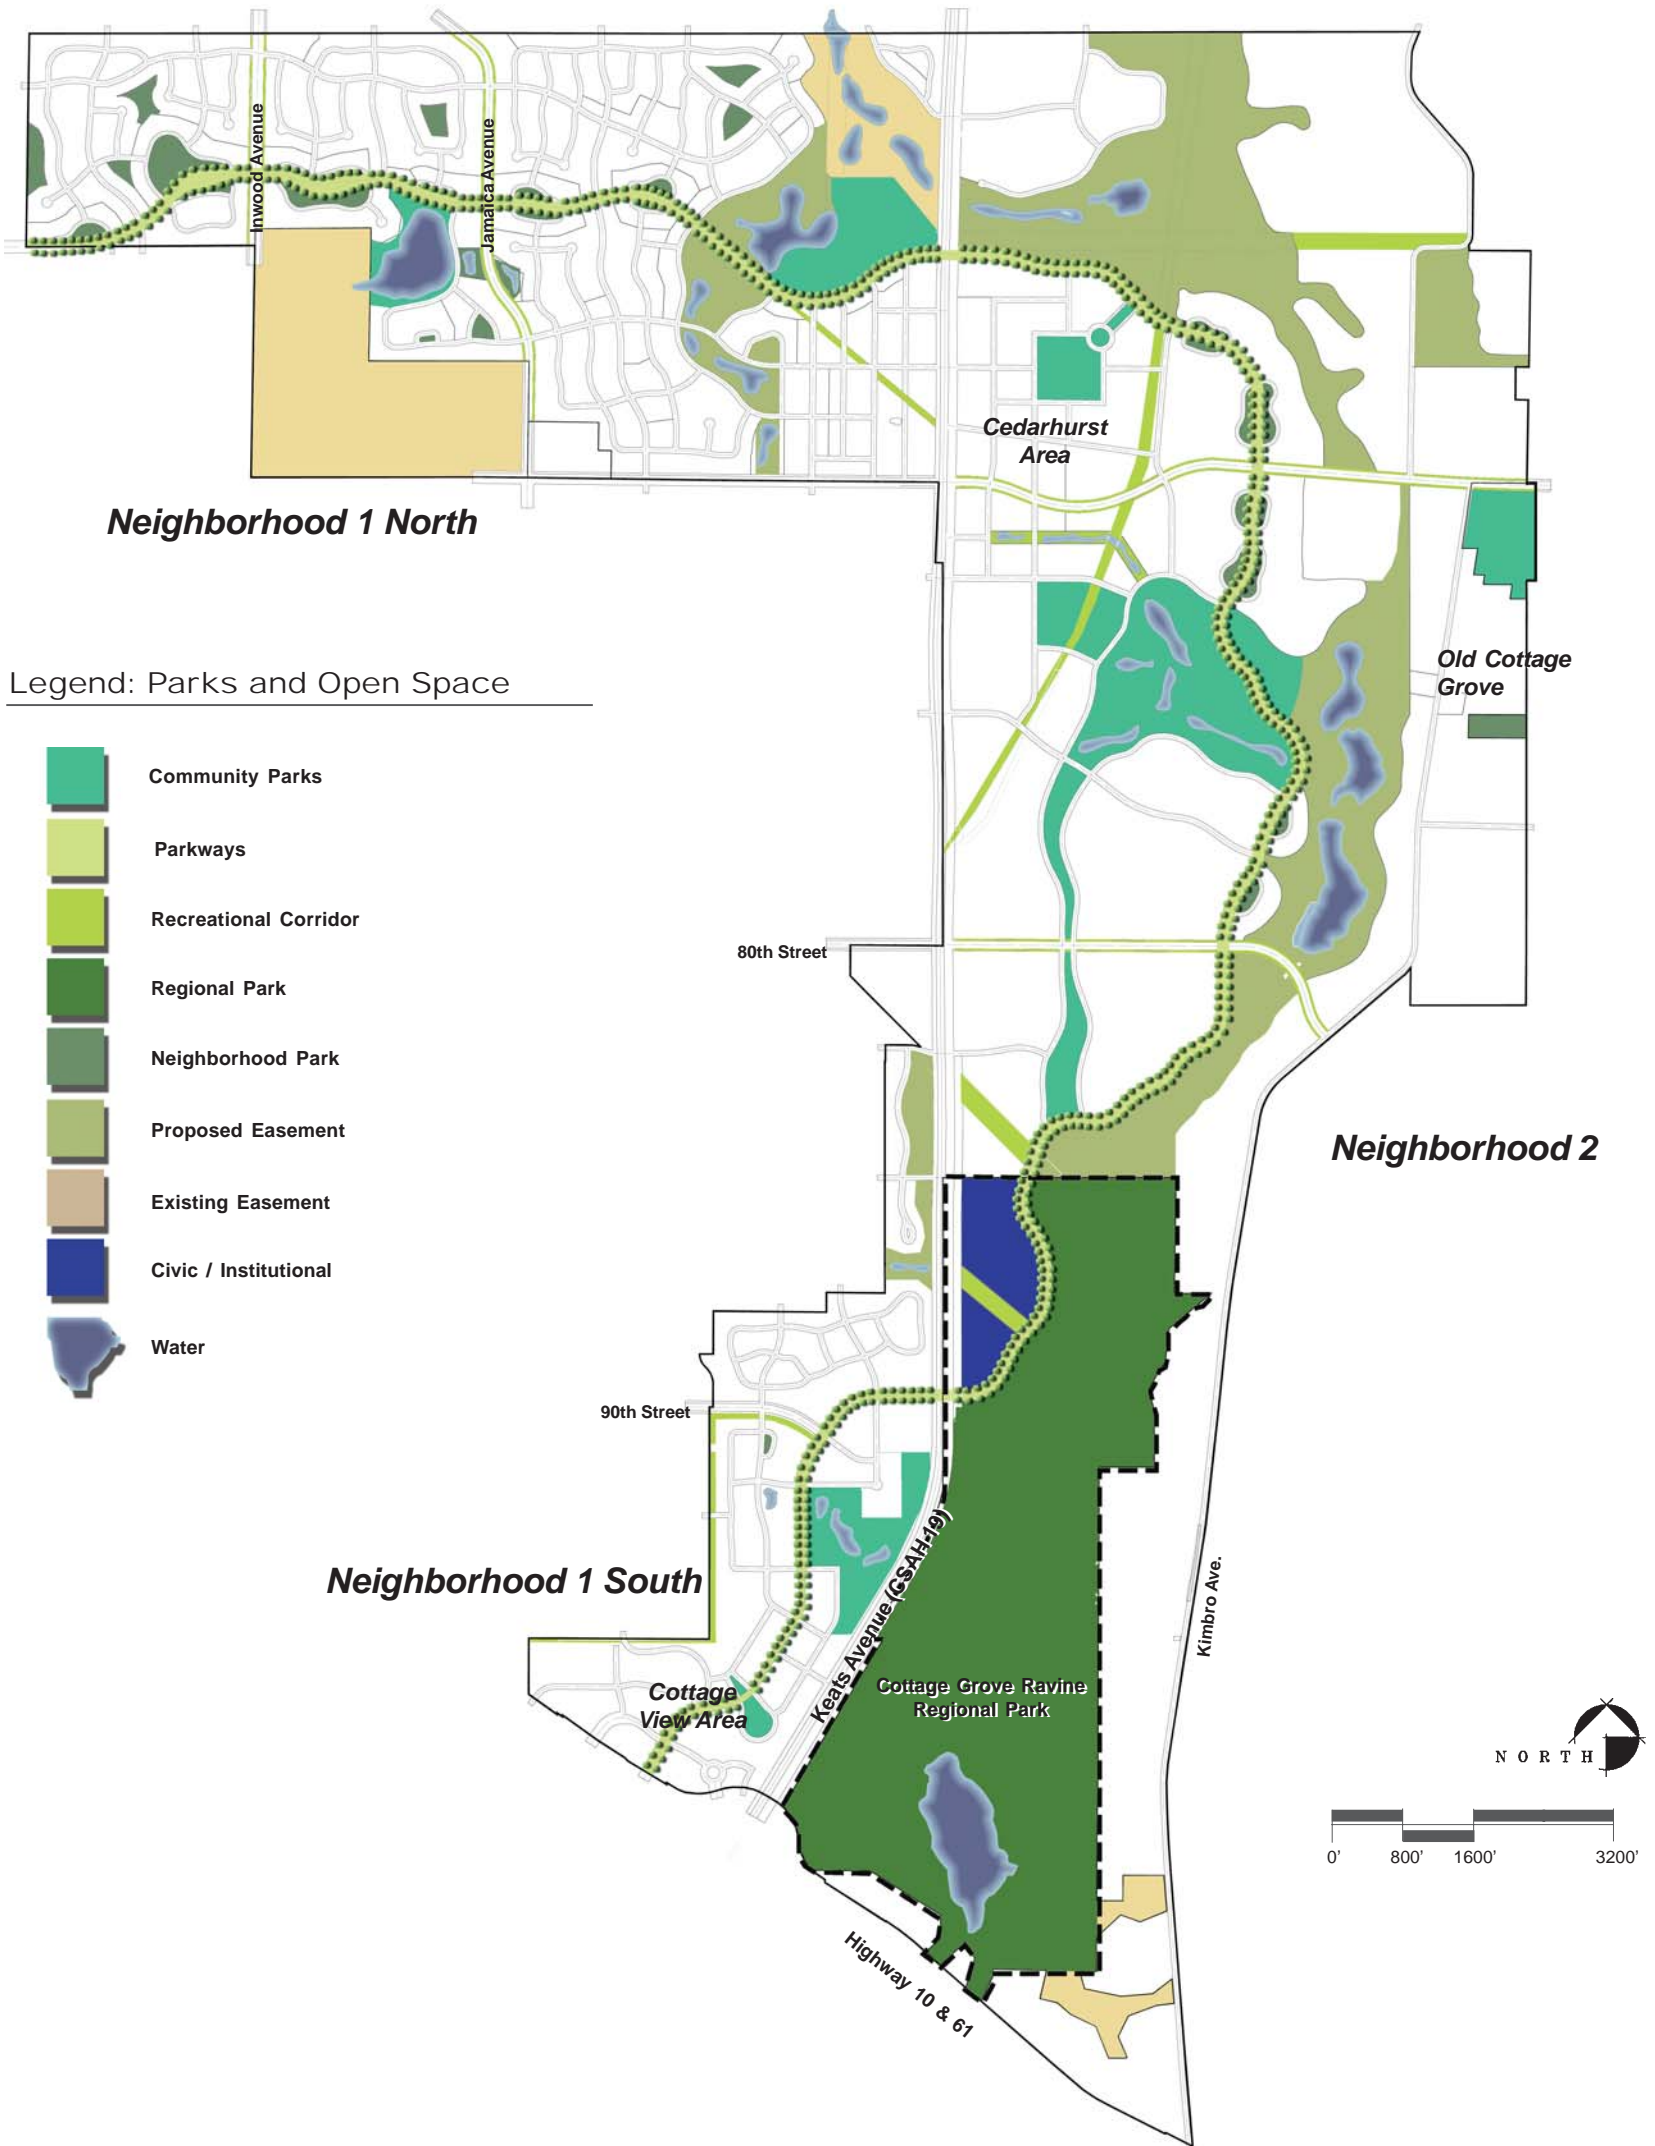 Inwood Avenue
Jamaica Avenue
Cedarhurst
Area
Neighborhood 1 North
Old Cottage
Grove
Legend: Parks and Open Space
Community Parks
Parkways
Recreational Corridor
Regional Park
Neighborhood Park
Proposed Easement
Existing Easement
Civic / Institutional
Water
80th Street
Neighborhood 2
90th Street
Neighborhood 1 South
Keats Avenue (CSAH-19)
Kimbro Ave.
Cottage
View Area
Cottage Grove Ravine
Regional Park
NORTH
0' 800' 1600' 3200'
Highway 10 & 61